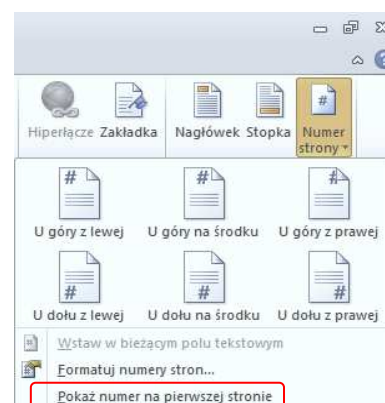 Hiperłącze Zakładka Nagłówek Stopka Numer
strony
U góry z lewej U góry na środku U góry z prawej
U dołu z lewej U dołu na środku U dołu z prawej
Wstaw w bieżącym polu tekstowym
Formatuj numery stron...
Pokaż numer na pierwszej stronie